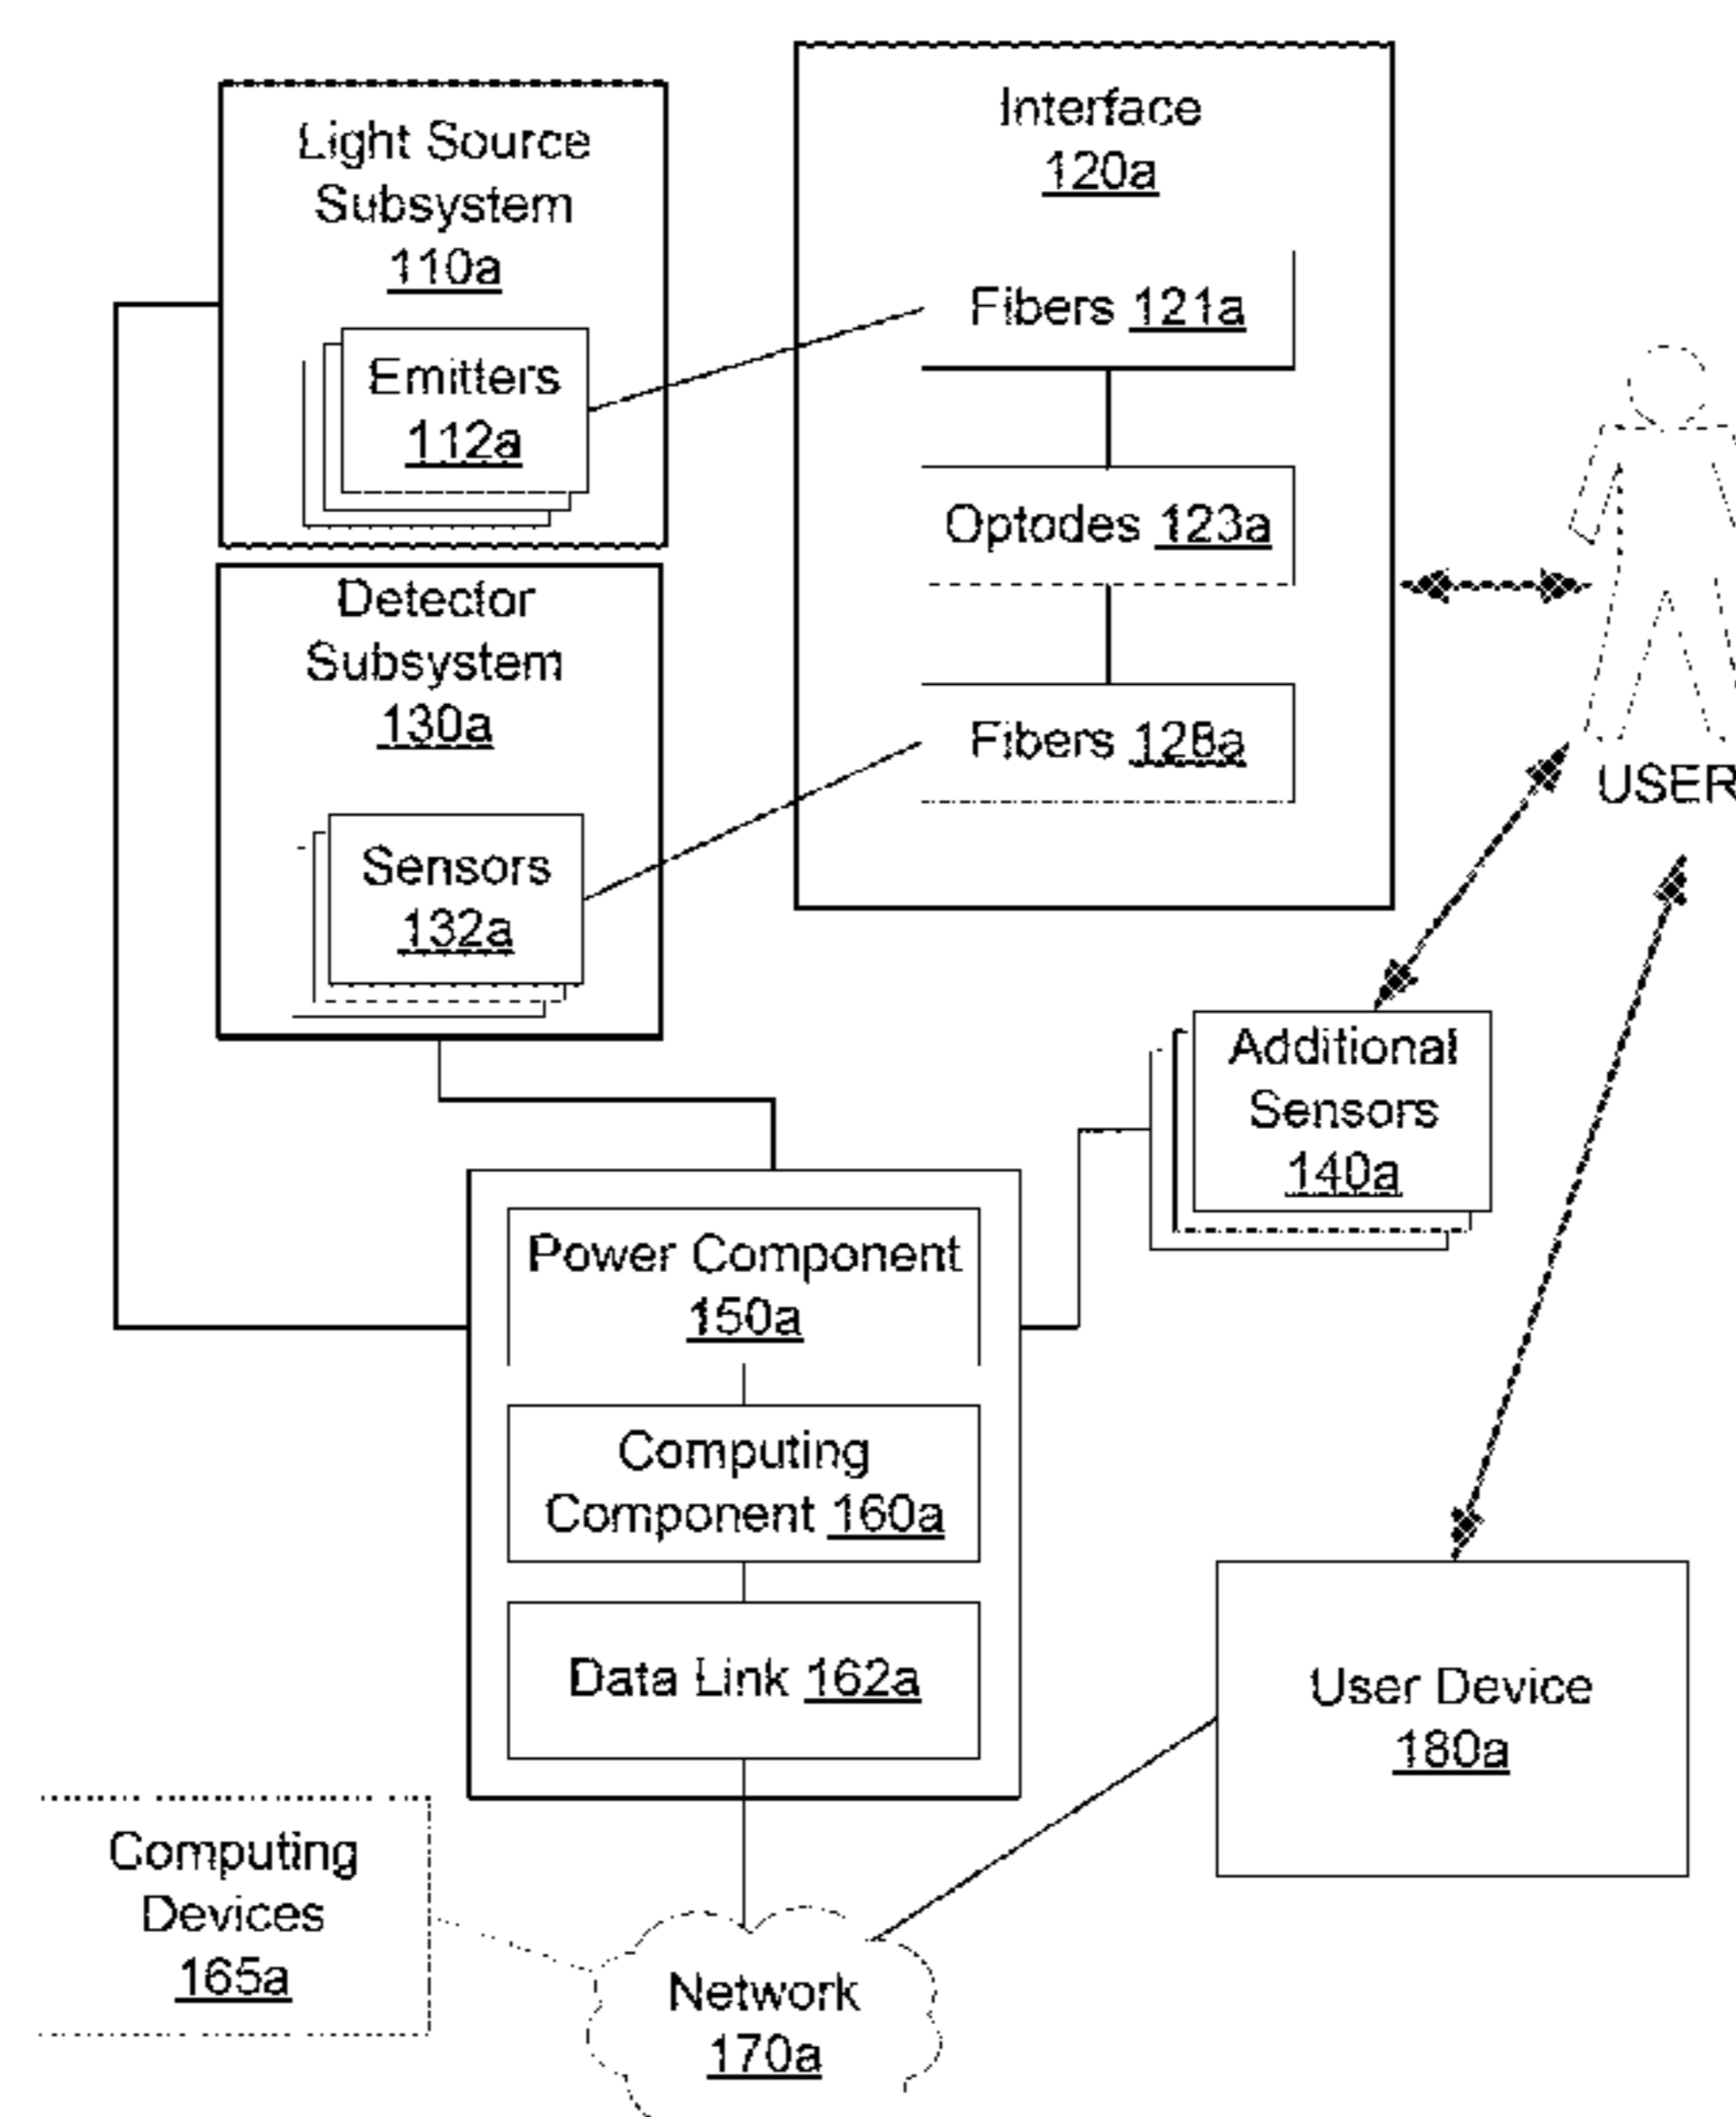 Light Source
Subsystem
110a
Emitters
112a
Interface
120a
Fibers 121a
Optodes 123a
Fibers 128a
Detector
Subsystem
130a
Sensors
132a
USER
Additional
Sensors
140a
Power Component
150a
Computing
Component 160a
Data Link 162a
User Device
180a
Computing
Devices
165a
Network
170a